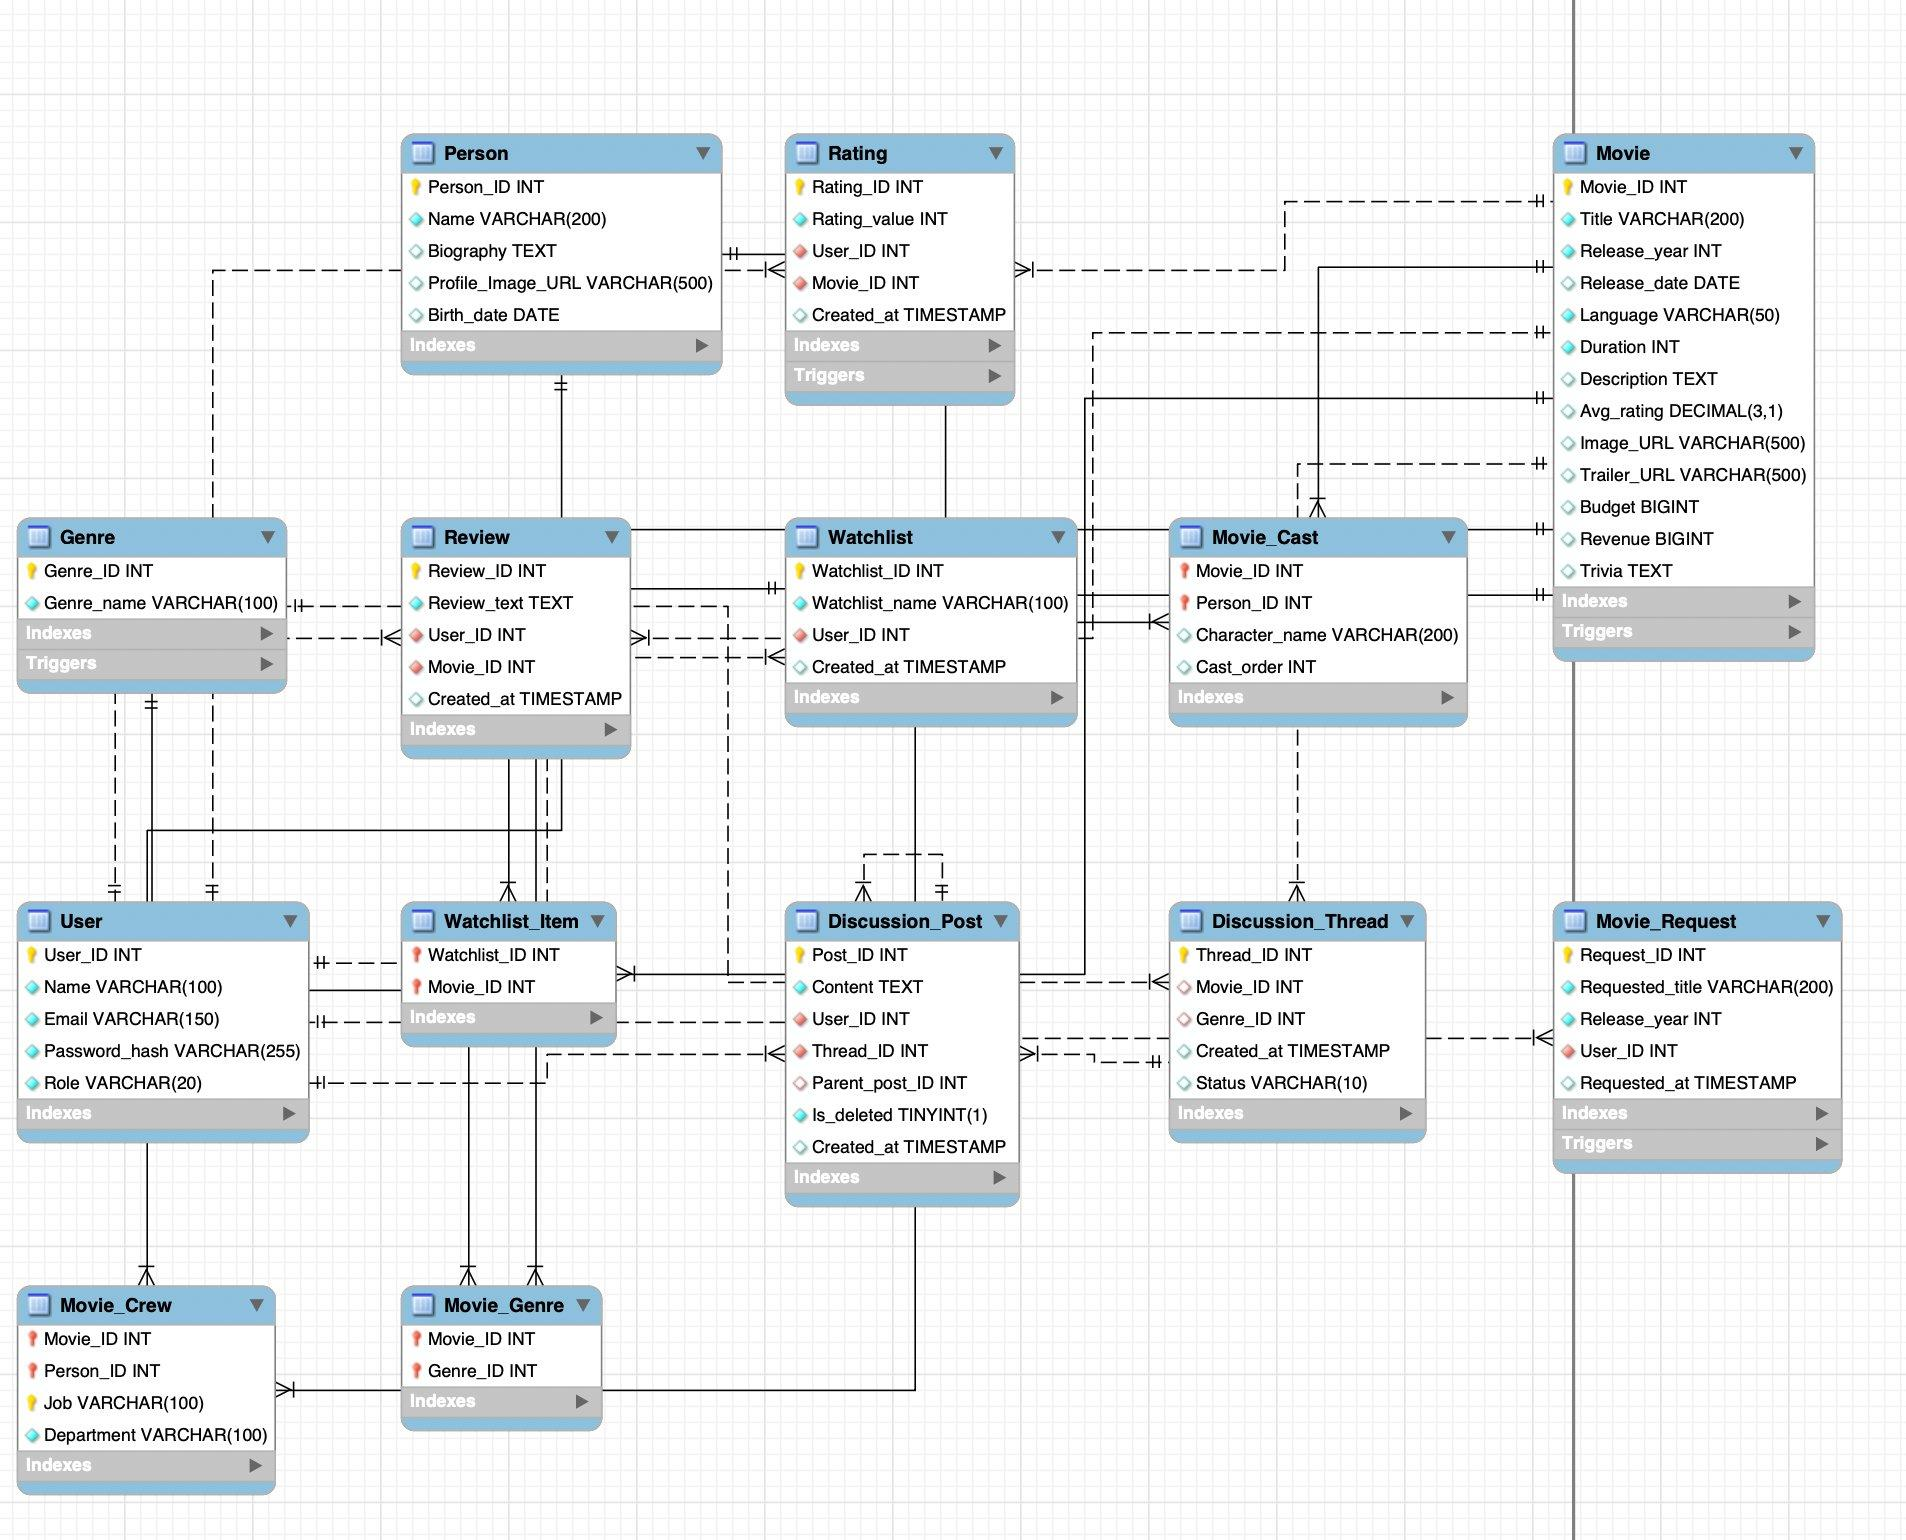 Person
Person_ID INT
Name VARCHAR(200)
Biography TEXT
Profile_Image_URL VARCHAR(500)
Birth_date DATE
Indexes
Rating
Rating_ID INT
Rating_value INT
User_ID INT
Movie_ID INT
Created_at TIMESTAMP
Indexes
Triggers
Movie
Movie_ID INT
Title VARCHAR(200)
Release_year INT
Release_date DATE
Language VARCHAR(50)
Duration INT
Description TEXT
Avg_rating DECIMAL(3,1)
Image_URL VARCHAR(500)
Trailer_URL VARCHAR(500)
Budget BIGINT
Revenue BIGINT
Trivia TEXT
Indexes
Triggers
Genre
Genre_ID INT
Genre_name VARCHAR(100)
Indexes
Triggers
Review
Review_ID INT
Review_text TEXT
User_ID INT
Movie_ID INT
Created_at TIMESTAMP
Indexes
Watchlist
Watchlist_ID INT
Watchlist_name VARCHAR(100)
User_ID INT
Created_at TIMESTAMP
Indexes
Movie_Cast
Movie_ID INT
Person_ID INT
Character_name VARCHAR(200)
Cast_order INT
Indexes
User
User_ID INT
Name VARCHAR(100)
Email VARCHAR(150)
Password_hash VARCHAR(255)
Role VARCHAR(20)
Indexes
Watchlist_Item
Watchlist_ID INT
Movie_ID INT
Indexes
Discussion_Post
Post_ID INT
Content TEXT
User_ID INT
Thread_ID INT
Parent_post_ID INT
Is_deleted TINYINT(1)
Created_at TIMESTAMP
Indexes
Discussion_Thread
Thread_ID INT
Movie_ID INT
Genre_ID INT
Created_at TIMESTAMP
Status VARCHAR(10)
Indexes
Movie_Request
Request_ID INT
Requested_title VARCHAR(200)
Release_year INT
User_ID INT
Requested_at TIMESTAMP
Indexes
Triggers
Movie_Crew
Movie_ID INT
Person_ID INT
Job VARCHAR(100)
Department VARCHAR(100)
Indexes
Movie_Genre
Movie_ID INT
Genre_ID INT
Indexes